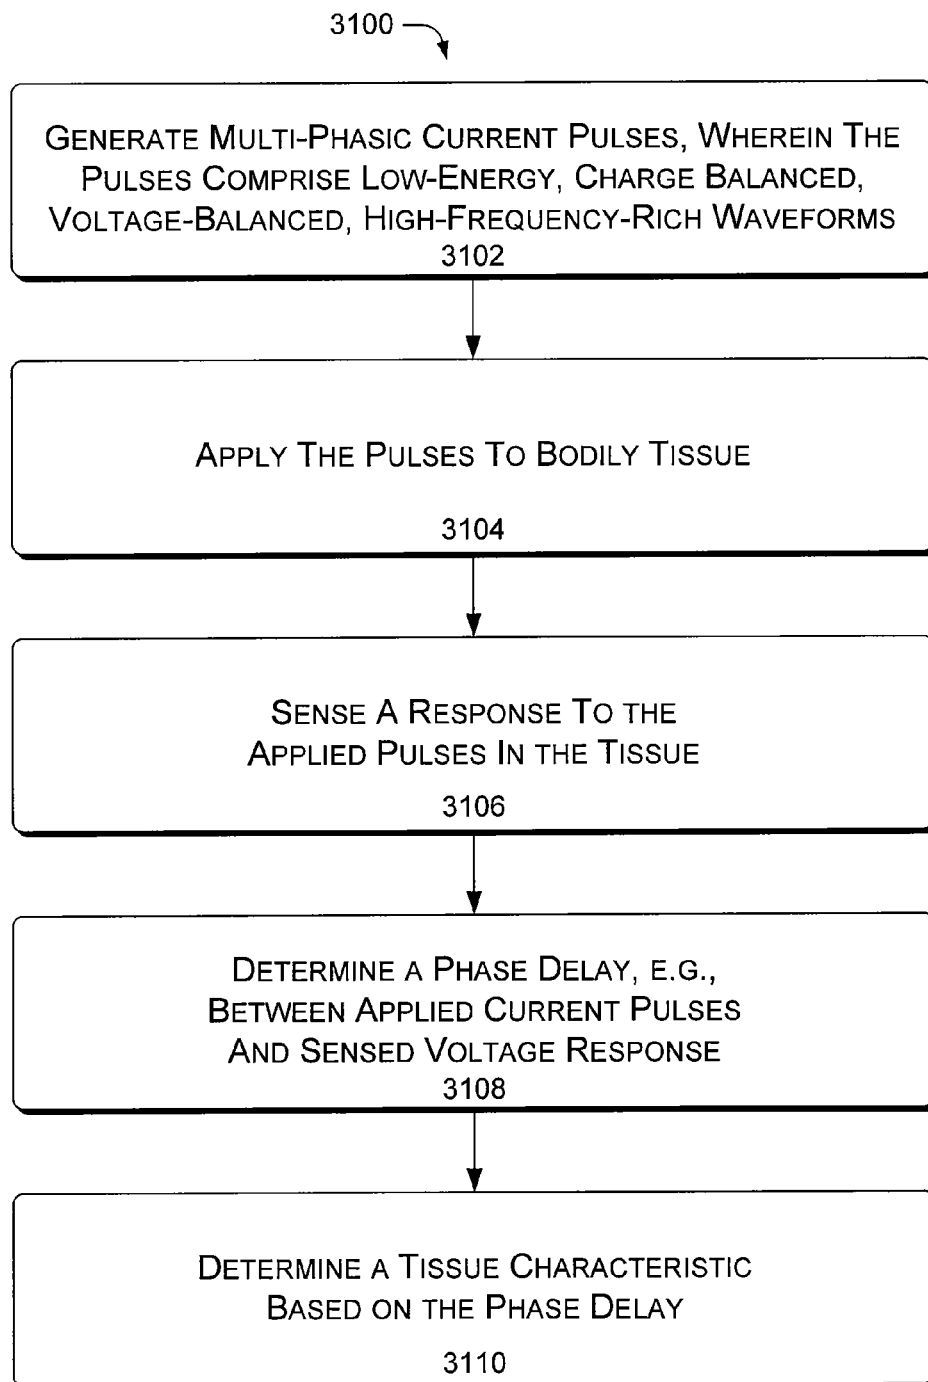 3100
GENERATE MULTI-PHASIC CURRENT PULSES, WHEREIN THE
PULSES COMPRISE LOW-ENERGY, CHARGE BALANCED,
VOLTAGE-BALANCED, HIGH-FREQUENCY-RICH WAVEFORMS
3102
APPLY THE PULSES TO BODILY TISSUE
3104
SENSE A RESPONSE TO THE
APPLIED PULSES IN THE TISSUE
3106
DETERMINE A PHASE DELAY, E.G.,
BETWEEN APPLIED CURRENT PULSES
AND SENSED VOLTAGE RESPONSE
3108
DETERMINE A TISSUE CHARACTERISTIC
BASED ON THE PHASE DELAY
3110